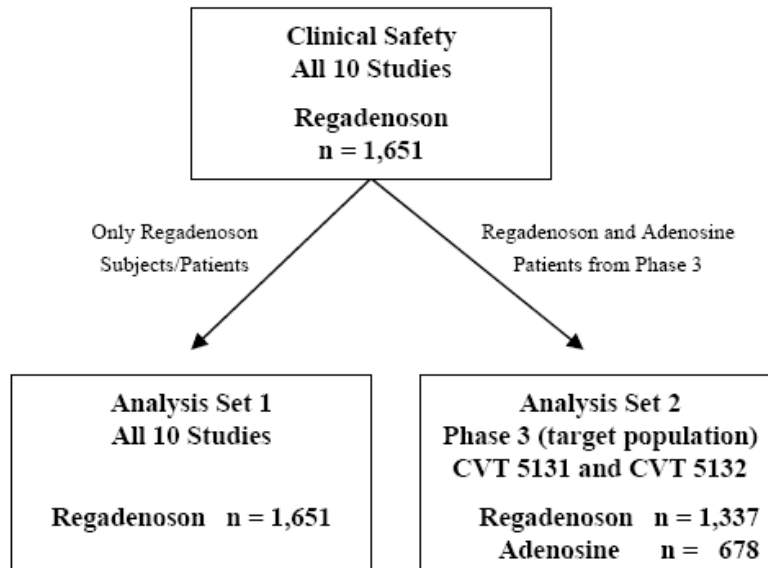 Clinical Safety
All 10 Studies
Regadenoson
n = 1,651
Only Regadenoson
Subjects/Patients
Regadenoson and Adenosine
Patients from Phase 3
Analysis Set 1
All 10 Studies
Regadenoson n = 1,651
Analysis Set 2
Phase 3 (target population)
CVT 5131 and CVT 5132
Regadenoson n = 1,337
Adenosine n = 678